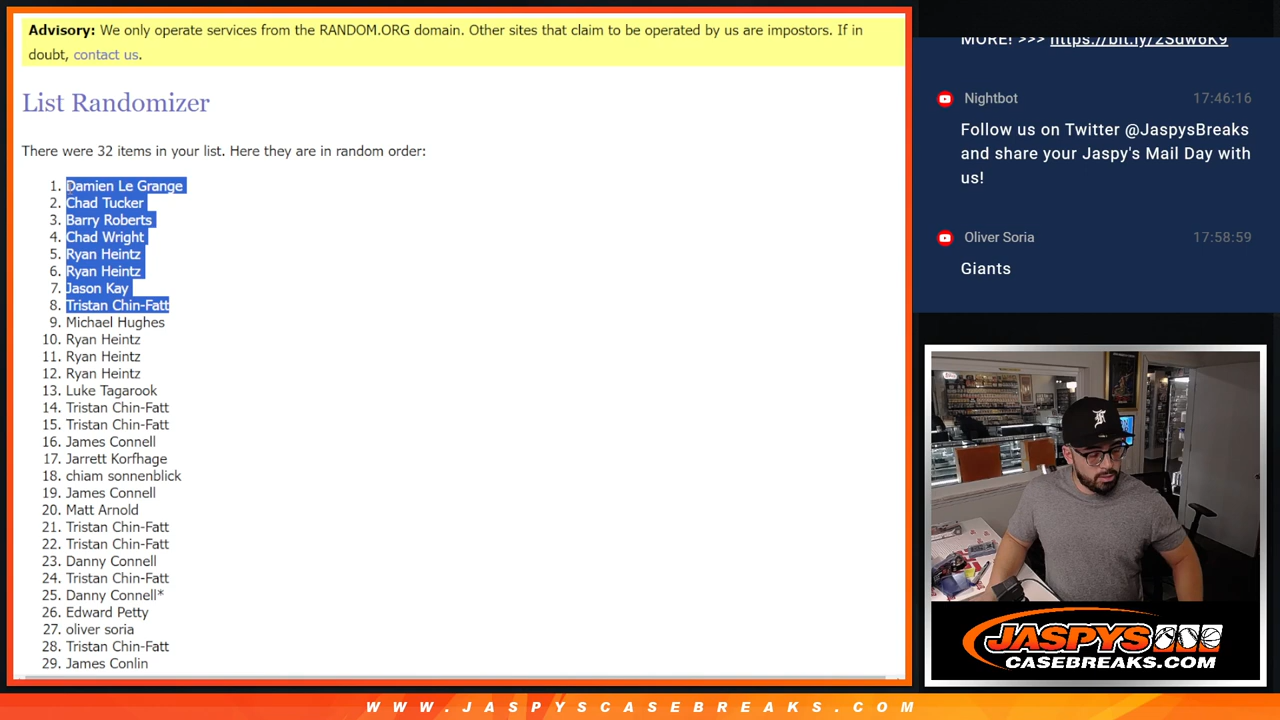 Advisory: We only operate services from the RANDOM.ORG domain. Other sites that claim to be operated by us are impostors. If in
doubt, contact us.
List Randomizer
There were 32 items in your list. Here they are in random order:
1. Damien Le Grange
2. Chad Tucker
3. Barry Roberts
4. Chad Wright
5. Ryan Heintz
6. Ryan Heintz
7. Jason Kay
8. Tristan Chin-Fatt
9. Michael Hughes
10. Ryan Heintz
11. Ryan Heintz
12. Ryan Heintz
13. Luke Tagarook
14. Tristan Chin-Fatt
15. Tristan Chin-Fatt
16. James Connell
17. Jarrett Korfhage
18. chiam sonnenblick
19. James Connell
20. Matt Arnold
21. Tristan Chin-Fatt
22. Tristan Chin-Fatt
23. Danny Connell
24. Tristan Chin-Fatt
25. Danny Connell*
26. Edward Petty
27. oliver soria
28. Tristan Chin-Fatt
29. James Conlin
MORE! >>> https://bit.ly/2Sdw6K9
Nightbot 17:46:16
Follow us on Twitter @JaspysBreaks
and share your Jaspy's Mail Day with
us!
Oliver Soria 17:58:59
Giants
JASPYS
CASEBREAKS.COM
WWW.JASPYSCASEBREAKS.COM